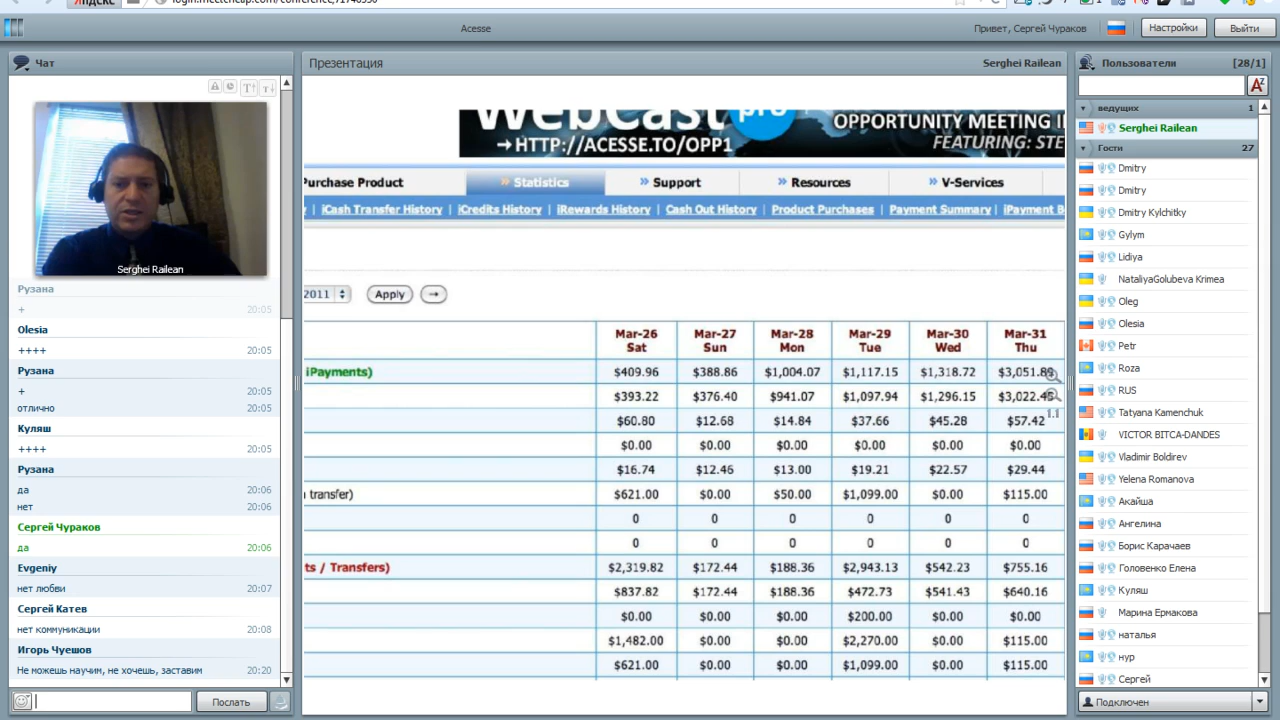 Яндекс
login.meetcheap.com/conference,71748990
Acesse
Привет, Сергей Чураков
Настройки
Выйти
Чат
Serghei Railean
Рузана
+ 20:05
Olesia
++++ 20:05
Рузана
+ 20:05
отлично 20:05
Куляш
++++ 20:05
Рузана
да 20:06
нет 20:06
Сергей Чураков
да 20:06
Evgeniy
нет любви 20:07
Сергей Катев
нет коммуникации 20:08
Игорь Чуешов
Не можешь научим, не хочешь, заставим 20:20
Послать
Презентация Serghei Railean
WebCast pro
→HTTP://ACESSE.TO/OPP1
OPPORTUNITY MEETING
FEATURING: STE
Purchase Product » Statistics » Support » Resources » V-Services
| iCash Transfer History | iCredits History | iRewards History | Cash Out History | Product Purchases | Payment Summary | iPayment B
2011 Apply →
Mar-26 Mar-27 Mar-28 Mar-29 Mar-30 Mar-31
Sat Sun Mon Tue Wed Thu
iPayments) $409.96 $388.86 $1,004.07 $1,117.15 $1,318.72 $3,051.89
$393.22 $376.40 $941.07 $1,097.94 $1,296.15 $3,022.45
$60.80 $12.68 $14.84 $37.66 $45.28 $57.42 1.1
$0.00 $0.00 $0.00 $0.00 $0.00 $0.00
$16.74 $12.46 $13.00 $19.21 $22.57 $29.44
transfer) $621.00 $0.00 $50.00 $1,099.00 $0.00 $115.00
0 0 0 0 0 0
0 0 0 0 0 0
ts / Transfers) $2,319.82 $172.44 $188.36 $2,943.13 $542.23 $755.16
$837.82 $172.44 $188.36 $472.73 $541.43 $640.16
$0.00 $0.00 $0.00 $200.00 $0.00 $0.00
$1,482.00 $0.00 $0.00 $2,270.00 $0.00 $115.00
$621.00 $0.00 $0.00 $1,099.00 $0.00 $115.00
Пользователи [28/1]
ведущих 1
Serghei Railean
Гости 27
Dmitry
Dmitry
Dmitry Kylchitky
Gylym
Lidiya
NataliyaGolubeva Krimea
Oleg
Olesia
Petr
Roza
RUS
Tatyana Kamenchuk
VICTOR BITCA-DANDES
Vladimir Boldirev
Yelena Romanova
Акайша
Ангелина
Борис Карачаев
Головенко Елена
Куляш
Марина Ермакова
наталья
нур
Сергей
Подключен